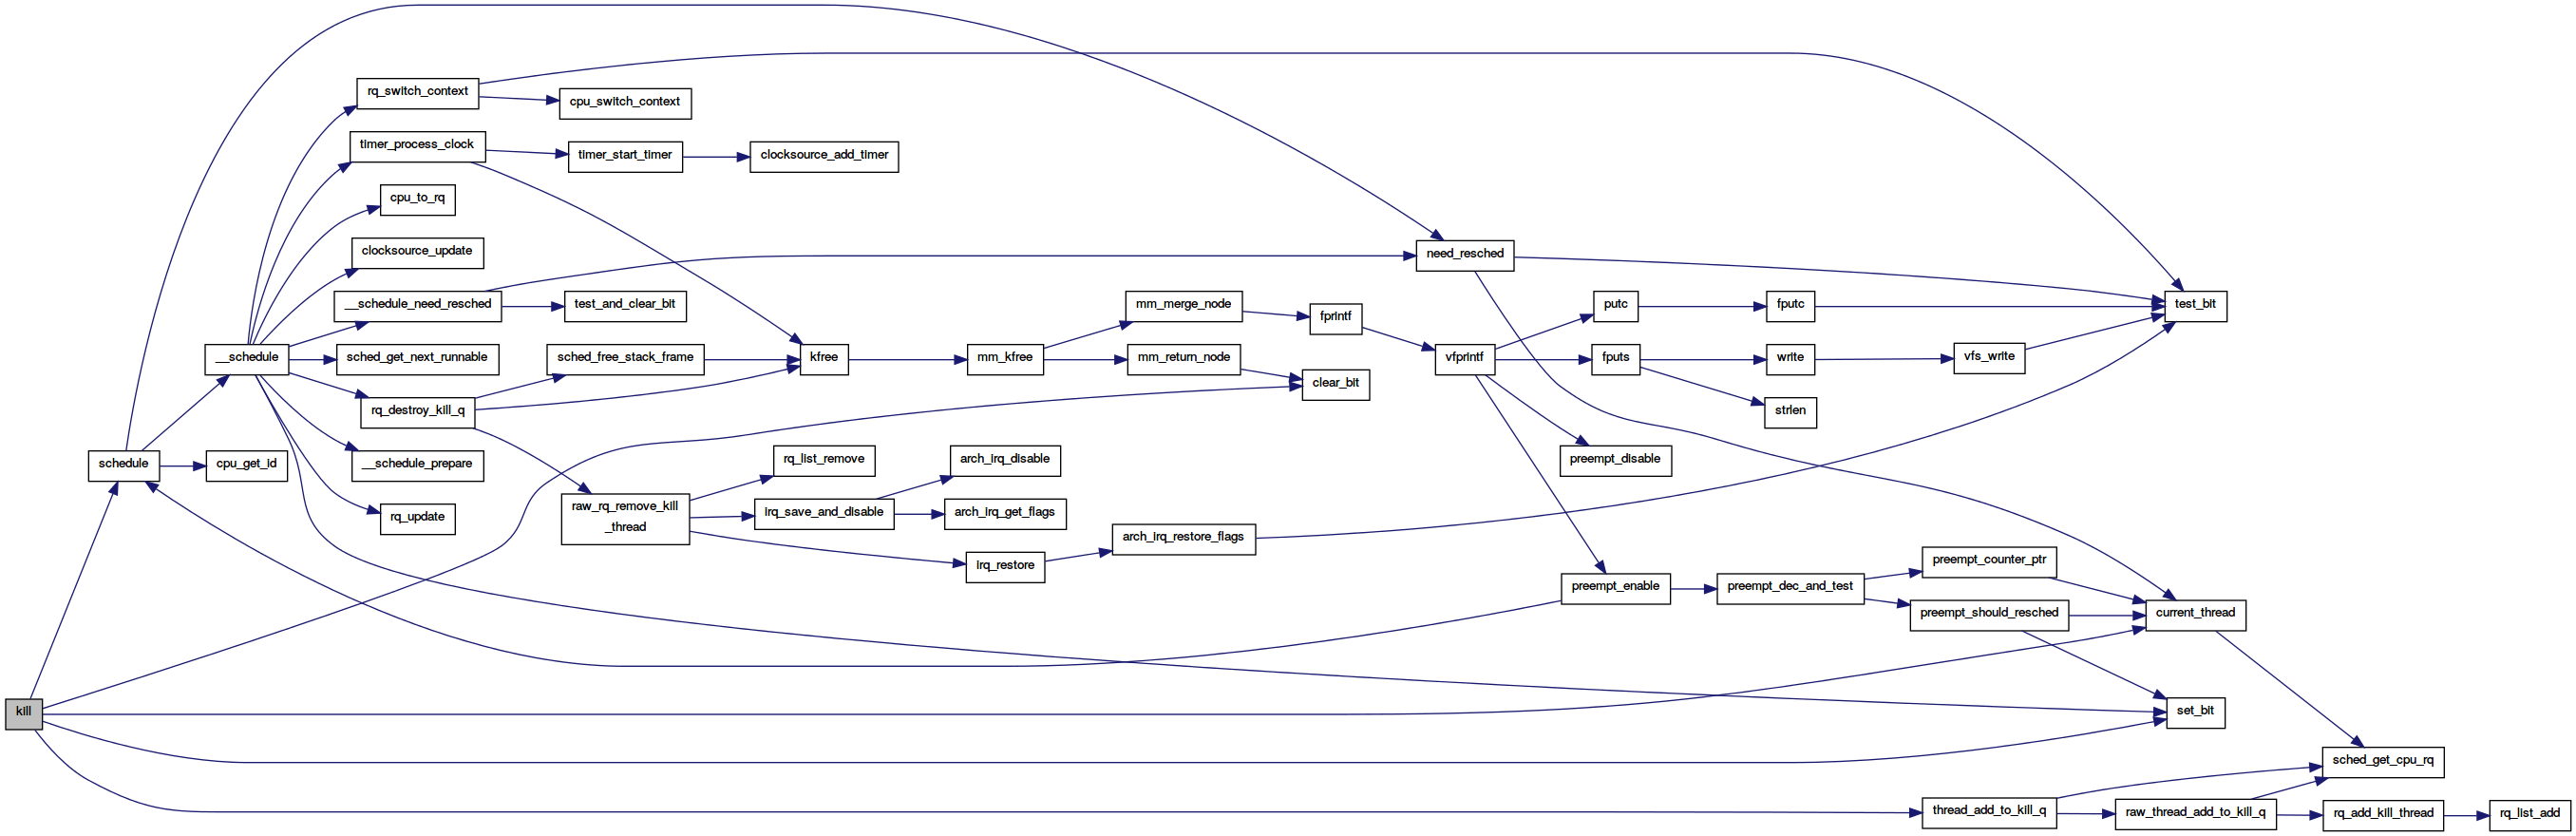 rq_switch_context
cpu_switch_context
timer_process_clock
timer_start_timer
clocksource_add_timer
cpu_to_rq
clocksource_update
need_resched
__schedule_need_resched
test_and_clear_bit
mm_merge_node
fprintf
putc
fputc
test_bit
__schedule
sched_get_next_runnable
sched_free_stack_frame
kfree
mm_kfree
mm_return_node
vfprintf
fputs
write
vfs_write
clear_bit
rq_destroy_kill_q
strlen
schedule
cpu_get_id
__schedule_prepare
rq_list_remove
arch_irq_disable
preempt_disable
rq_update
raw_rq_remove_kill
_thread
irq_save_and_disable
arch_irq_get_flags
arch_irq_restore_flags
irq_restore
preempt_counter_ptr
preempt_enable
preempt_dec_and_test
preempt_should_resched
current_thread
kill
set_bit
sched_get_cpu_rq
thread_add_to_kill_q
raw_thread_add_to_kill_q
rq_add_kill_thread
rq_list_add